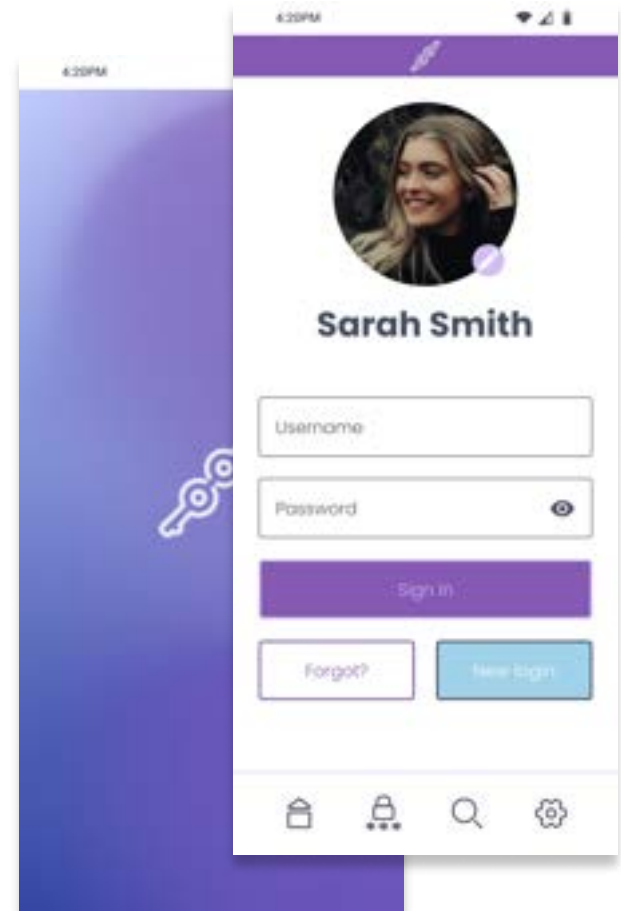 4:20PM
4:20PM
Sarah Smith
Username
Password
Sign in
Forgot?
New login